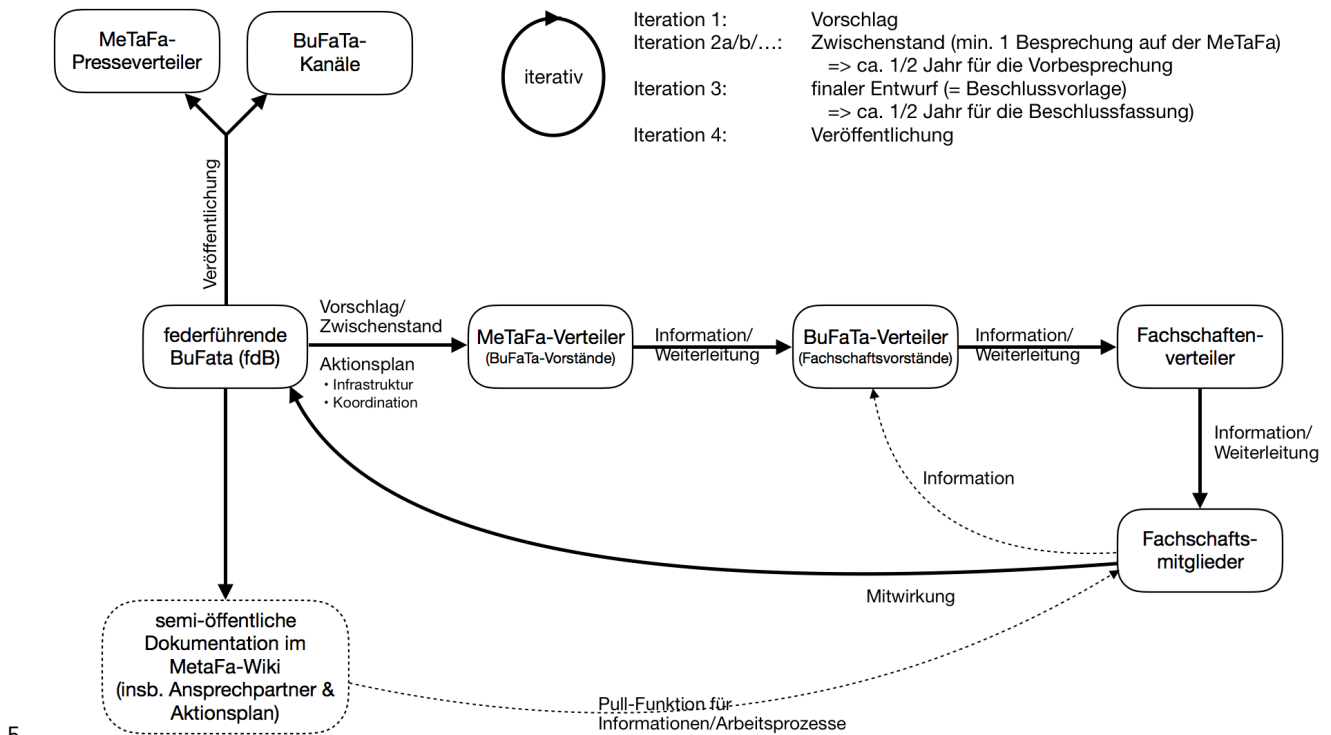 MeTaFa-
Presseverteiler
BuFaTa-
Kanäle
iterativ
Iteration 1: Vorschlag
Iteration 2a/b/…: Zwischenstand (min. 1 Besprechung auf der MeTaFa)
=> ca. 1/2 Jahr für die Vorbesprechung
Iteration 3: finaler Entwurf (= Beschlussvorlage)
=> ca. 1/2 Jahr für die Beschlussfassung)
Iteration 4: Veröffentlichung
Veröffentlichung
federführende
BuFata (fdB)
Vorschlag/
Zwischenstand
Aktionsplan
• Infrastruktur
• Koordination
MeTaFa-Verteiler
(BuFaTa-Vorstände)
Information/
Weiterleitung
BuFaTa-Verteiler
(Fachschaftsvorstände)
Information/
Weiterleitung
Fachschaften-
verteiler
Information/
Weiterleitung
Information
Fachschafts-
mitglieder
Mitwirkung
semi-öffentliche
Dokumentation im
MetaFa-Wiki
(insb. Ansprechpartner &
Aktionsplan)
Pull-Funktion für
Informationen/Arbeitsprozesse
5